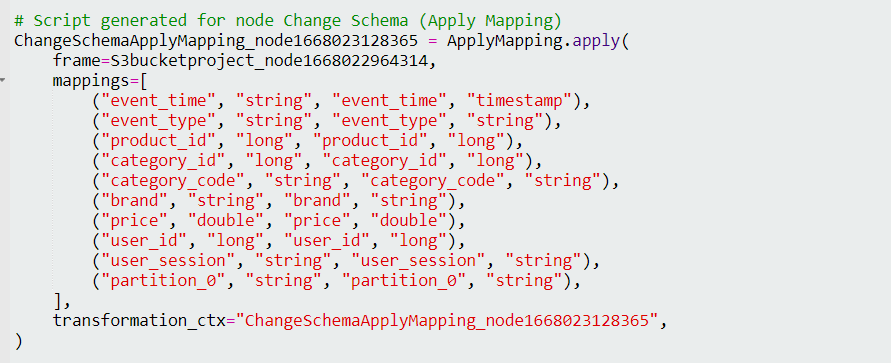 # Script generated for node Change Schema (Apply Mapping)
ChangeSchemaApplyMapping_node1668023128365 = ApplyMapping.apply(
    frame=S3bucketproject_node1668022964314,
    mappings=[
        ("event_time", "string", "event_time", "timestamp"),
        ("event_type", "string", "event_type", "string"),
        ("product_id", "long", "product_id", "long"),
        ("category_id", "long", "category_id", "long"),
        ("category_code", "string", "category_code", "string"),
        ("brand", "string", "brand", "string"),
        ("price", "double", "price", "double"),
        ("user_id", "long", "user_id", "long"),
        ("user_session", "string", "user_session", "string"),
        ("partition_0", "string", "partition_0", "string"),
    ],
    transformation_ctx="ChangeSchemaApplyMapping_node1668023128365",
)